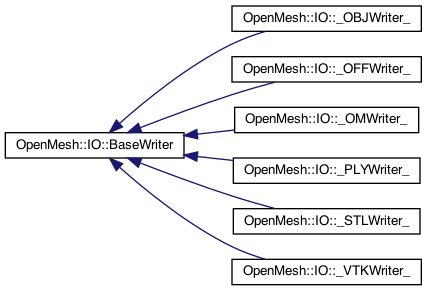 OpenMesh::IO::_OBJWriter_
OpenMesh::IO::_OFFWriter_
OpenMesh::IO::_OMWriter_
OpenMesh::IO::BaseWriter
OpenMesh::IO::_PLYWriter_
OpenMesh::IO::_STLWriter_
OpenMesh::IO::_VTKWriter_